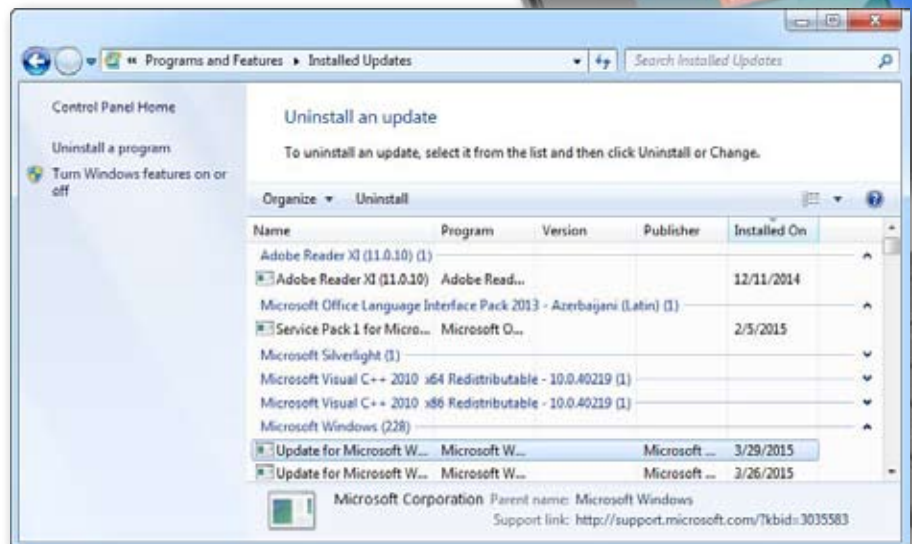 « Programs and Features ▸ Installed Updates
Search Installed Updates
Control Panel Home
Uninstall a program
Turn Windows features on or
off
Uninstall an update
To uninstall an update, select it from the list and then click Uninstall or Change.
Organize Uninstall
Name Program Version Publisher Installed On
Adobe Reader XI (11.0.10) (1)
Adobe Reader XI (11.0.10) Adobe Read... 12/11/2014
Microsoft Office Language Interface Pack 2013 - Azerbaijani (Latin) (1)
Service Pack 1 for Micro... Microsoft O... 2/5/2015
Microsoft Silverlight (1)
Microsoft Visual C++ 2010 x64 Redistributable - 10.0.40219 (1)
Microsoft Visual C++ 2010 x86 Redistributable - 10.0.40219 (1)
Microsoft Windows (228)
Update for Microsoft W... Microsoft W... Microsoft ... 3/29/2015
Update for Microsoft W... Microsoft W... Microsoft ... 3/26/2015
Microsoft Corporation Parent name: Microsoft Windows
Support link: http://support.microsoft.com/?kbid=3035583